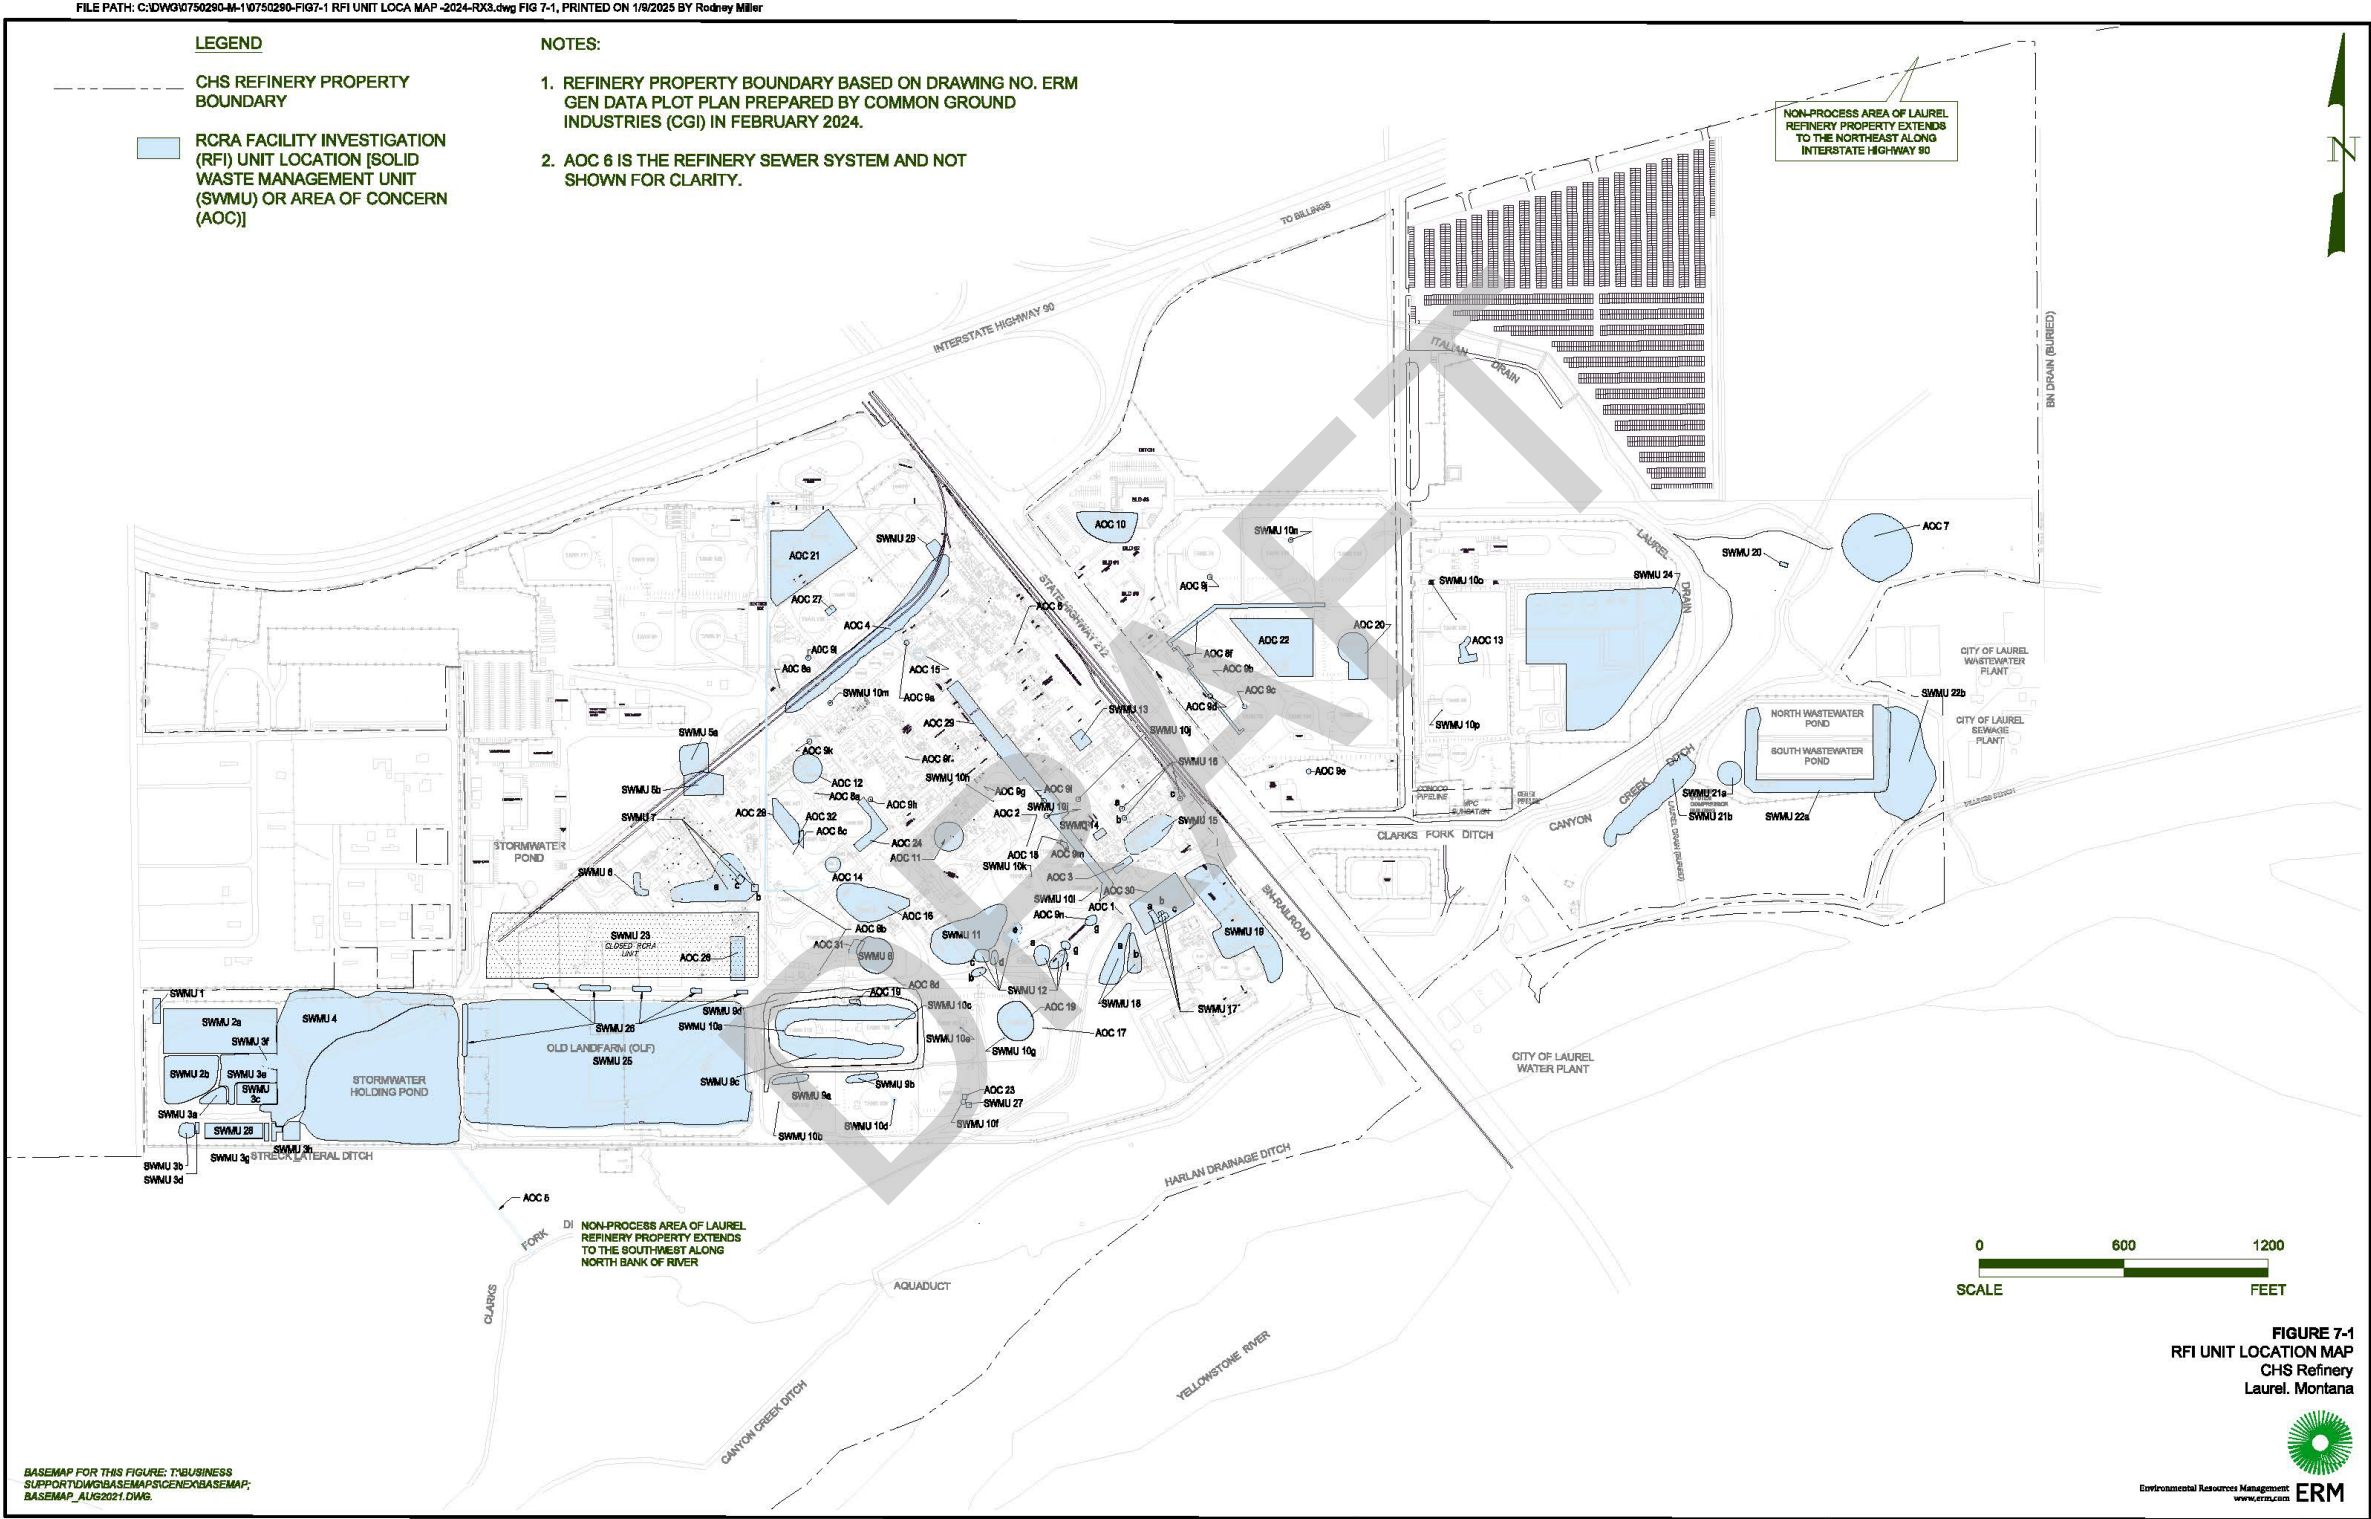 FILE PATH: C:\DWG\0750290-M-1\0750290-FIG7-1 RFI UNIT LOCA MAP -2024-RX3.dwg FIG 7-1, PRINTED ON 1/9/2025 BY Rodney Miller
LEGEND
CHS REFINERY PROPERTY
BOUNDARY
RCRA FACILITY INVESTIGATION
(RFI) UNIT LOCATION [SOLID
WASTE MANAGEMENT UNIT
(SWMU) OR AREA OF CONCERN
(AOC)]
NOTES:
1. REFINERY PROPERTY BOUNDARY BASED ON DRAWING NO. ERM
GEN DATA PLOT PLAN PREPARED BY COMMON GROUND
INDUSTRIES (CGI) IN FEBRUARY 2024.
2. AOC 6 IS THE REFINERY SEWER SYSTEM AND NOT
SHOWN FOR CLARITY.
NON-PROCESS AREA OF LAUREL
REFINERY PROPERTY EXTENDS
TO THE NORTHEAST ALONG
INTERSTATE HIGHWAY 90
N
TO BILLINGS
INTERSTATE HIGHWAY 90
ITALIAN
DRAIN
BN DRAIN (BURIED)
DITCH
AOC 10
AOC 21
SWMU 29
SWMU 10n
AOC 7
SWMU 20
LAUREL
DRAIN
STATE HIGHWAY 212
AOC 9j
SWMU 10o
SWMU 24
AOC 27
AOC 6
AOC 4
AOC 22
AOC 20
AOC 13
AOC 9l
AOC 8e
AOC 15
AOC 8f
AOC 9b
CITY OF LAUREL
WASTEWATER
PLANT
SWMU 10m
AOC 9a
AOC 9c
AOC 9d
SWMU 22b
SWMU 13
AOC 29
SWMU 10p
NORTH WASTEWATER
POND
CITY OF LAUREL
SEWAGE
PLANT
SWMU 5a
SWMU 10j
AOC 9k
SOUTH WASTEWATER
POND
AOC 9f
SWMU 16
AOC 9e
SWMU 10h
AOC 12
SWMU 5b
AOC 8a
AOC 9h
AOC 9g
AOC 9i
a
b
c
CONOCO
PIPELINE
CREEK
DITCH
SWMU 21a
SWMU 21b
SWMU 22a
LAUREL DRAIN (BURIED)
SWMU 7
AOC 28
AOC 32
AOC 8c
AOC 2
SWMU 10j
SWMU 14
SWMU 15
CANYON
CLARKS FORK DITCH
STORMWATER
POND
AOC 24
AOC 11
AOC 18
AOC 9m
SWMU 10k
SWMU 6
AOC 14
AOC 3
a
c
b
AOC 30
SWMU 10l
AOC 1
AOC 16
AOC 9n
a
b
c
BN-RAILROAD
AOC 8b
SWMU 23
CLOSED RCRA
UNIT
AOC 26
AOC 31
SWMU 8
SWMU 11
e
a
g
g
f
a
b
SWMU 19
c
d
b
AOC 8d
AOC 19
SWMU 12
SWMU 18
SWMU 17
SWMU 1
SWMU 2a
SWMU 4
SWMU 9d
SWMU 10a
SWMU 10c
AOC 19
AOC 17
SWMU 26
SWMU 3f
OLD LANDFARM (OLF)
SWMU 25
SWMU 10e
SWMU 10g
SWMU 2b
SWMU 3e
SWMU
3c
STORMWATER
HOLDING POND
SWMU 9c
SWMU 9b
SWMU 9a
AOC 23
SWMU 27
CITY OF LAUREL
WATER PLANT
SWMU 3a
SWMU 28
SWMU 10b
SWMU 10d
SWMU 10f
SWMU 3b
SWMU 3d
SWMU 3g
SWMU 3h
STRECK LATERAL DITCH
HARLAN DRAINAGE DITCH
AOC 5
FORK
DI
NON-PROCESS AREA OF LAUREL
REFINERY PROPERTY EXTENDS
TO THE SOUTHWEST ALONG
NORTH BANK OF RIVER
CLARKS
AQUADUCT
CANYON CREEK DITCH
YELLOWSTONE RIVER
DRAFT
0 600 1200
SCALE FEET
FIGURE 7-1
RFI UNIT LOCATION MAP
CHS Refinery
Laurel. Montana
BASEMAP FOR THIS FIGURE: T:\BUSINESS
SUPPORT\DWG\BASEMAPS\CENEX\BASEMAP;
BASEMAP_AUG2021.DWG.
Environmental Resources Management
www.erm.com
ERM